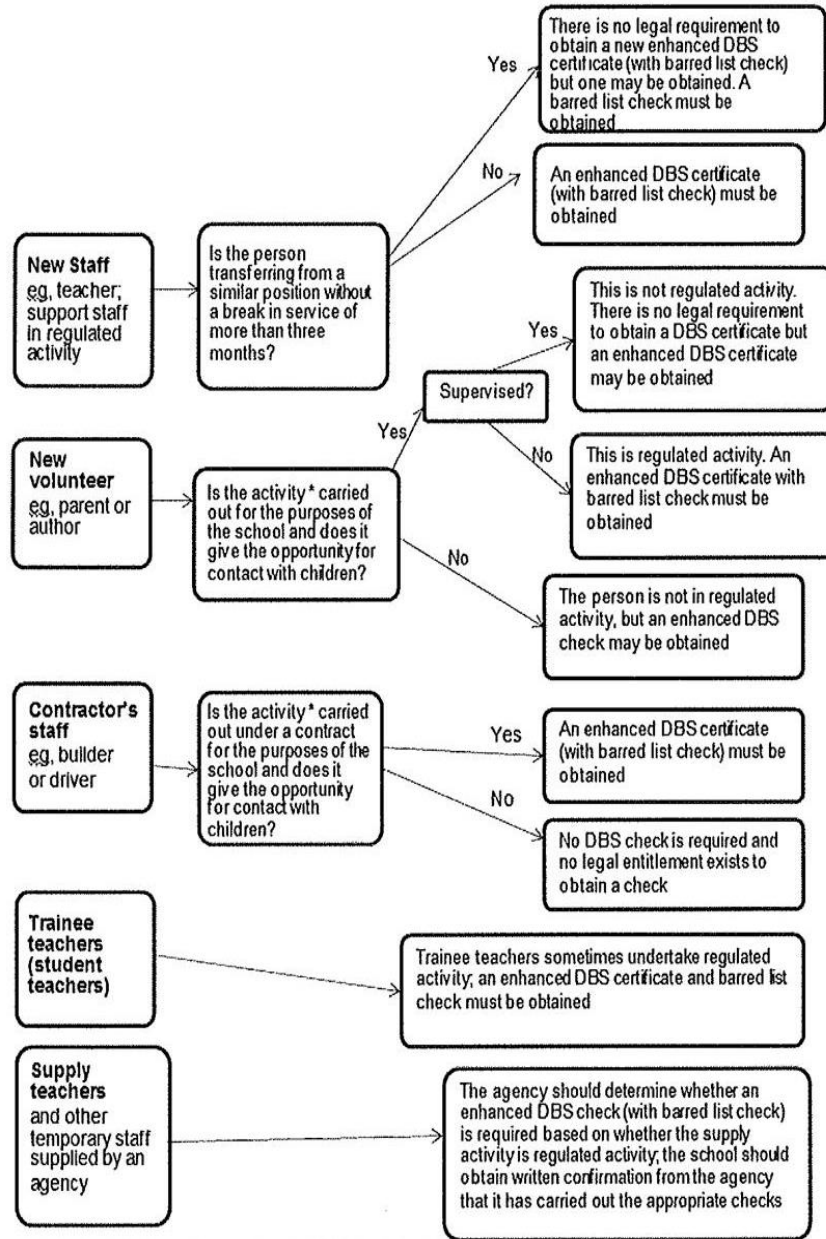 There is no legal requirement to
obtain a new enhanced DBS
certificate (with barred list check)
but one may be obtained. A
barred list check must be
obtained
Yes
No
An enhanced DBS certificate
(with barred list check) must be
obtained
New Staff
eg, teacher;
support staff
in regulated
activity
Is the person
transferring from a
similar position without
a break in service of
more than three
months?
This is not regulated activity.
There is no legal requirement
to obtain a DBS certificate but
an enhanced DBS certificate
may be obtained
Yes
Supervised?
Yes
No
This is regulated activity. An
enhanced DBS certificate with
barred list check must be
obtained
New
volunteer
eg, parent or
author
Is the activity* carried
out for the purposes of
the school and does it
give the opportunity for
contact with children?
No
The person is not in regulated
activity, but an enhanced DBS
check may be obtained
Contractor's
staff
eg, builder
or driver
Is the activity* carried
out under a contract
for the purposes of the
school and does it
give the opportunity
for contact with
children?
Yes
An enhanced DBS certificate
(with barred list check) must be
obtained
No
No DBS check is required and
no legal entitlement exists to
obtain a check
Trainee
teachers
(student
teachers)
Trainee teachers sometimes undertake regulated
activity; an enhanced DBS certificate and barred list
check must be obtained
Supply
teachers
and other
temporary staff
supplied by an
agency
The agency should determine whether an
enhanced DBS check (with barred list check)
is required based on whether the supply
activity is regulated activity; the school should
obtain written confirmation from the agency
that it has carried out the appropriate checks